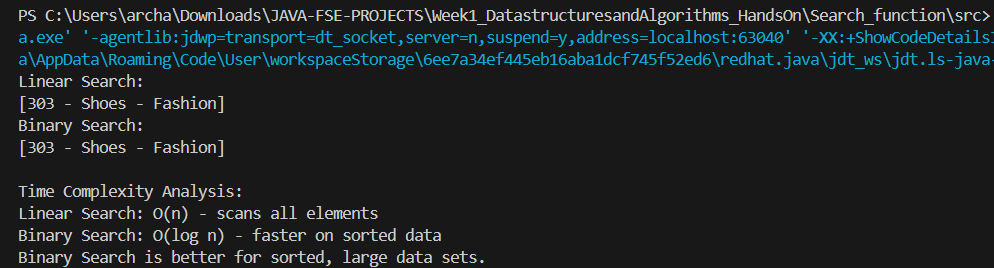 PS C:\Users\archa\Downloads\JAVA-FSE-PROJECTS\Week1_DatastructuresandAlgorithms_HandsOn\Search_function\src>
a.exe' '-agentlib:jdwp=transport=dt_socket,server=n,suspend=y,address=localhost:63040' '-XX:+ShowCodeDetailsI
a\AppData\Roaming\Code\User\workspaceStorage\6ee7a34ef445eb16aba1dcf745f52ed6\redhat.java\jdt_ws\jdt.ls-java-
Linear Search:
[303 - Shoes - Fashion]
Binary Search:
[303 - Shoes - Fashion]
Time Complexity Analysis:
Linear Search: O(n) - scans all elements
Binary Search: O(log n) - faster on sorted data
Binary Search is better for sorted, large data sets.